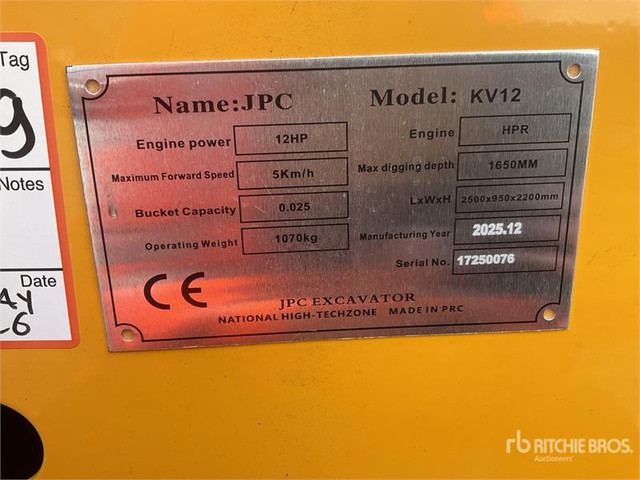 Tag
9
Notes
Date
Name:JPC Model: KV12
Engine power 12HP Engine HPR
Maximum Forward Speed 5Km/h Max digging depth 1650MM
Bucket Capacity 0.025 LxWxH 2500x950x2200mm
Operating Weight 1070kg Manufacturing Year 2025.12
Serial No. 17250076
CE
JPC EXCAVATOR
NATIONAL HIGH-TECHZONE MADE IN PRC
rb RITCHIE BROS.
Auctioneers